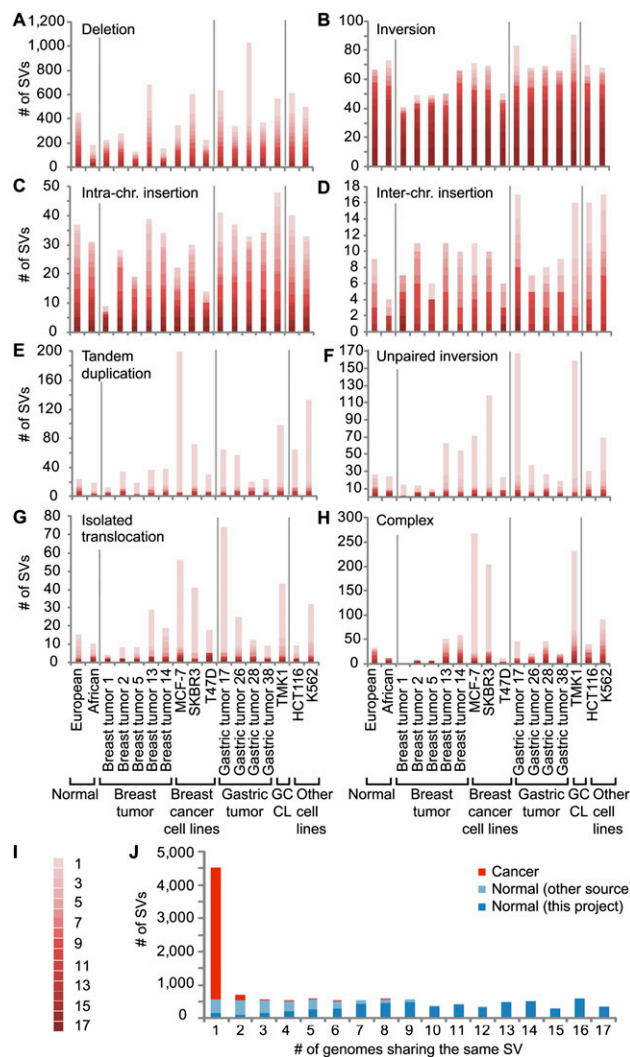 A Deletion
# of SVs
1,200
1,000
800
600
400
200
0
B Inversion
100
80
60
40
20
0
C Intra-chr. insertion
# of SVs
50
40
30
20
10
0
D Inter-chr. insertion
18
16
14
12
10
8
6
4
2
0
E Tandem
duplication
# of SVs
200
160
120
80
40
0
F Unpaired inversion
170
150
130
110
90
70
50
30
10
G Isolated
translocation
# of SVs
80
70
60
50
40
30
20
10
0
H Complex
300
250
200
150
100
50
0
European
African
Breast tumor 1
Breast tumor 2
Breast tumor 5
Breast tumor 13
Breast tumor 14
MCF-7
SKBR3
T47D
Gastric tumor 17
Gastric tumor 26
Gastric tumor 28
Gastric tumor 38
TMK1
HCT116
K562
Normal
Breast
tumor
Breast
cancer
cell lines
Gastric
tumor
GC
CL
Other
cell
lines
European
African
Breast tumor 1
Breast tumor 2
Breast tumor 5
Breast tumor 13
Breast tumor 14
MCF-7
SKBR3
T47D
Gastric tumor 17
Gastric tumor 26
Gastric tumor 28
Gastric tumor 38
TMK1
HCT116
K562
Normal
Breast
tumor
Breast
cancer
cell lines
Gastric
tumor
GC
CL
Other
cell
lines
I
1
3
5
7
9
11
13
15
17
J
# of SVs
5,000
4,000
3,000
2,000
1,000
0
Cancer
Normal (other source
Normal (this project)
1 2 3 4 5 6 7 8 9 10 11 12 13 14 15 16 17
# of genomes sharing the same SV